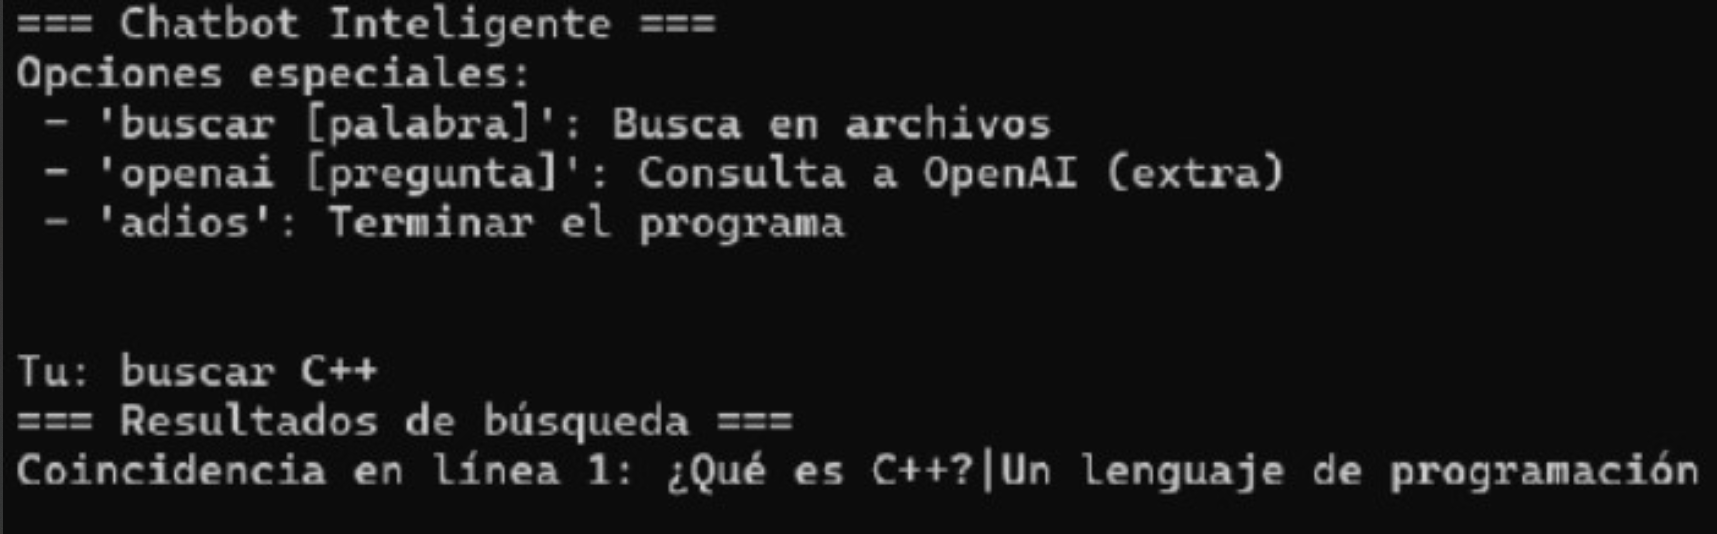 === Chatbot Inteligente ===
Opciones especiales:
- 'buscar [palabra]': Busca en archivos
- 'openai [pregunta]': Consulta a OpenAI (extra)
- 'adios': Terminar el programa
Tu: buscar C++
=== Resultados de búsqueda ===
Coincidencia en línea 1: ¿Qué es C++?|Un lenguaje de programación